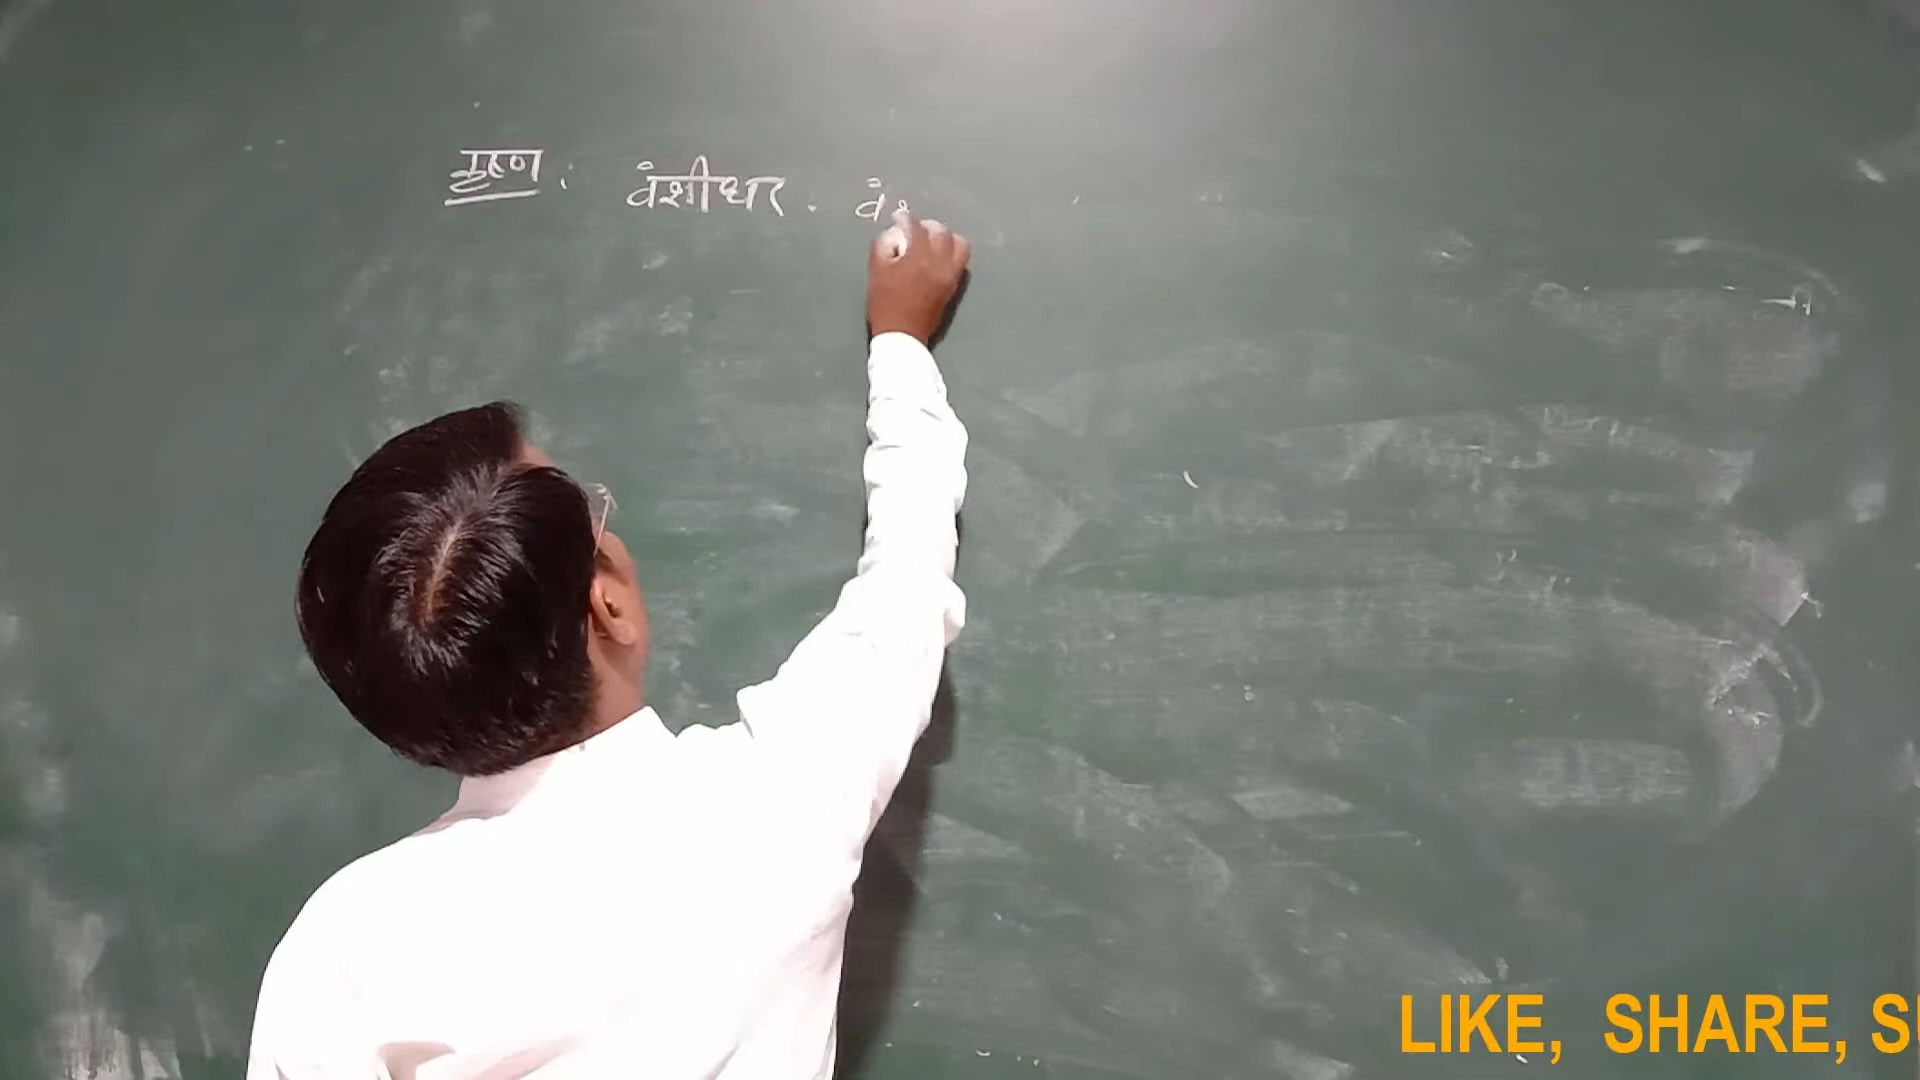 कृष्ण : वंशीधर .
LIKE, SHARE,